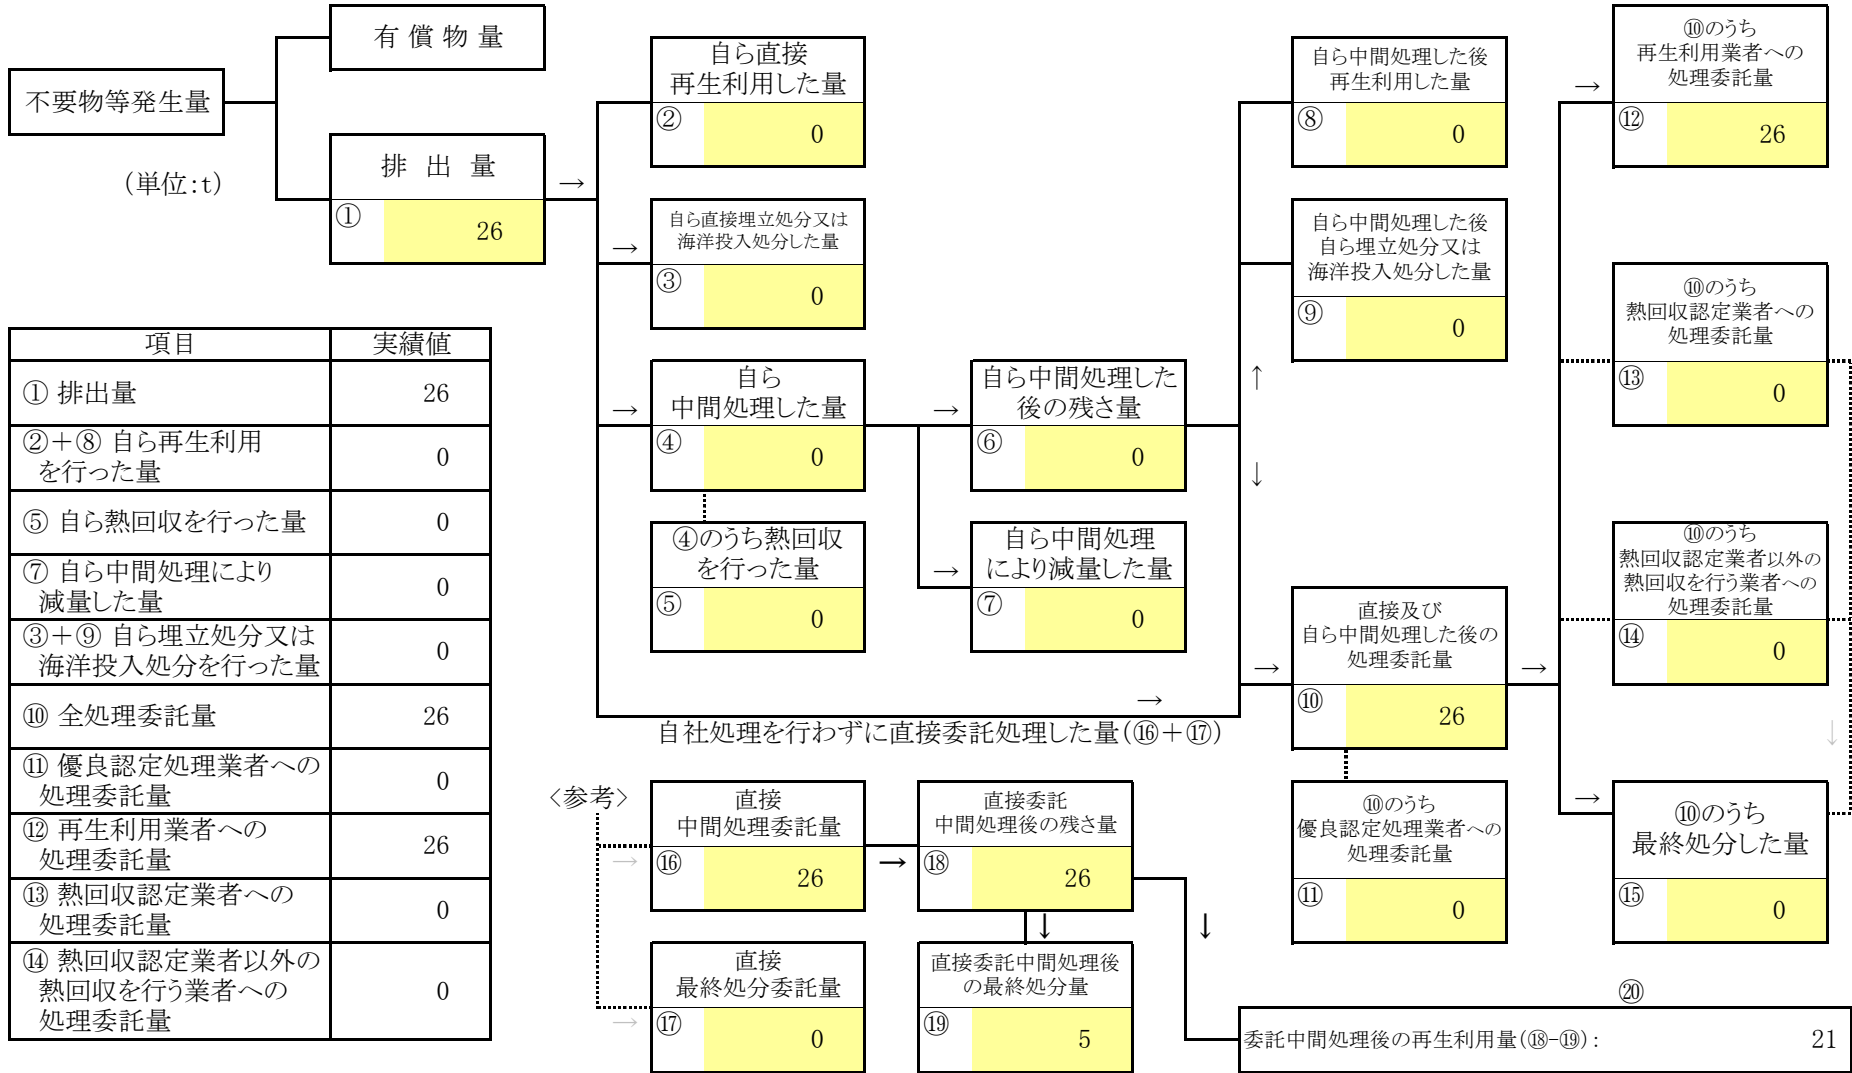 有 償 物 量
不要物等発生量
(単位:t)
排 出 量
→
①
26
自ら直接
再生利用した量
②
0
→
自ら直接埋立処分又は
海洋投入処分した量
③
0
→
自ら
中間処理した量
④
0
④のうち熱回収
を行った量
⑤
0
→
自ら中間処理した
後の残さ量
⑥
0
→
自ら中間処理
により減量した量
⑦
0
↑
↓
自ら中間処理した後
再生利用した量
⑧
0
自ら中間処理した後
自ら埋立処分又は
海洋投入処分した量
⑨
0
→
自社処理を行わずに直接委託処理した量(⑯+⑰)
→
直接及び
自ら中間処理した後の
処理委託量
⑩
26
→
⑩のうち
優良認定処理業者への
処理委託量
⑪
0
→
⑩のうち
再生利用業者への
処理委託量
⑫
26
⑩のうち
熱回収認定業者への
処理委託量
⑬
0
⑩のうち
熱回収認定業者以外の
熱回収を行う業者への
処理委託量
⑭
0
↓
→
⑩のうち
最終処分した量
⑮
0
項目 実績値
① 排出量 26
②+⑧ 自ら再生利用
を行った量 0
⑤ 自ら熱回収を行った量 0
⑦ 自ら中間処理により
減量した量 0
③+⑨ 自ら埋立処分又は
海洋投入処分を行った量 0
⑩ 全処理委託量 26
⑪ 優良認定処理業者への
処理委託量 0
⑫ 再生利用業者への
処理委託量 26
⑬ 熱回収認定業者への
処理委託量 0
⑭ 熱回収認定業者以外の
熱回収を行う業者への
処理委託量 0
<参考>
→
直接
中間処理委託量
⑯
26
→
直接委託
中間処理後の残さ量
⑱
26
↓
↓
→
直接
最終処分委託量
⑰
0
直接委託中間処理後
の最終処分量
⑲
5
⑳
委託中間処理後の再生利用量(⑱-⑲): 21